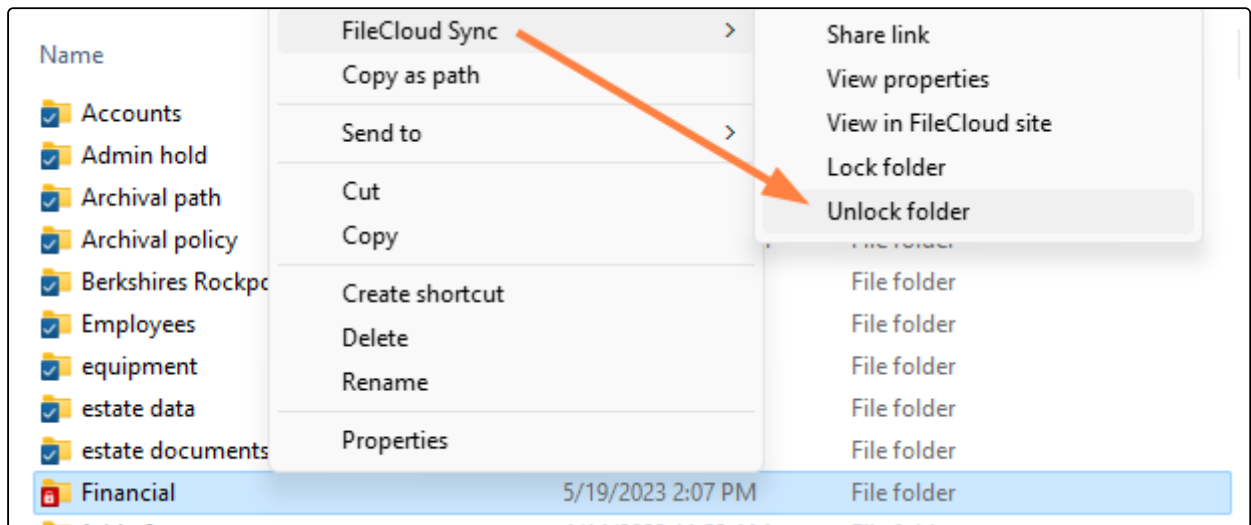 Name
Accounts
Admin hold
Archival path
Archival policy
Berkshires
Employees
equipment
estate data
estate documents
Financial 5/19/2023 2:07 PM File folder
FileCloud Sync
Copy as path
Send to
Cut
Copy
Create shortcut
Delete
Rename
Properties
Share link
View properties
View in FileCloud site
Lock folder
Unlock folder
File folder
File folder
File folder
File folder
File folder